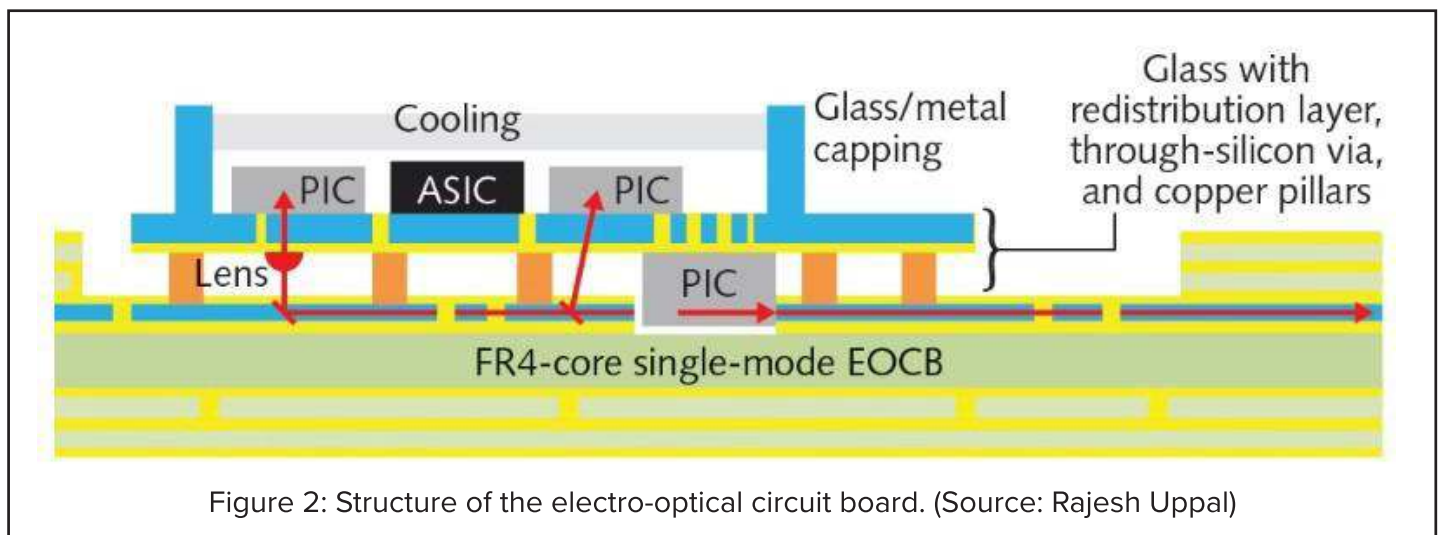 Cooling
Glass/metal
capping
Glass with
redistribution layer,
through-silicon via,
and copper pillars
PIC
ASIC
PIC
Lens
PIC
FR4-core single-mode EOCB
Figure 2: Structure of the electro-optical circuit board. (Source: Rajesh Uppal)